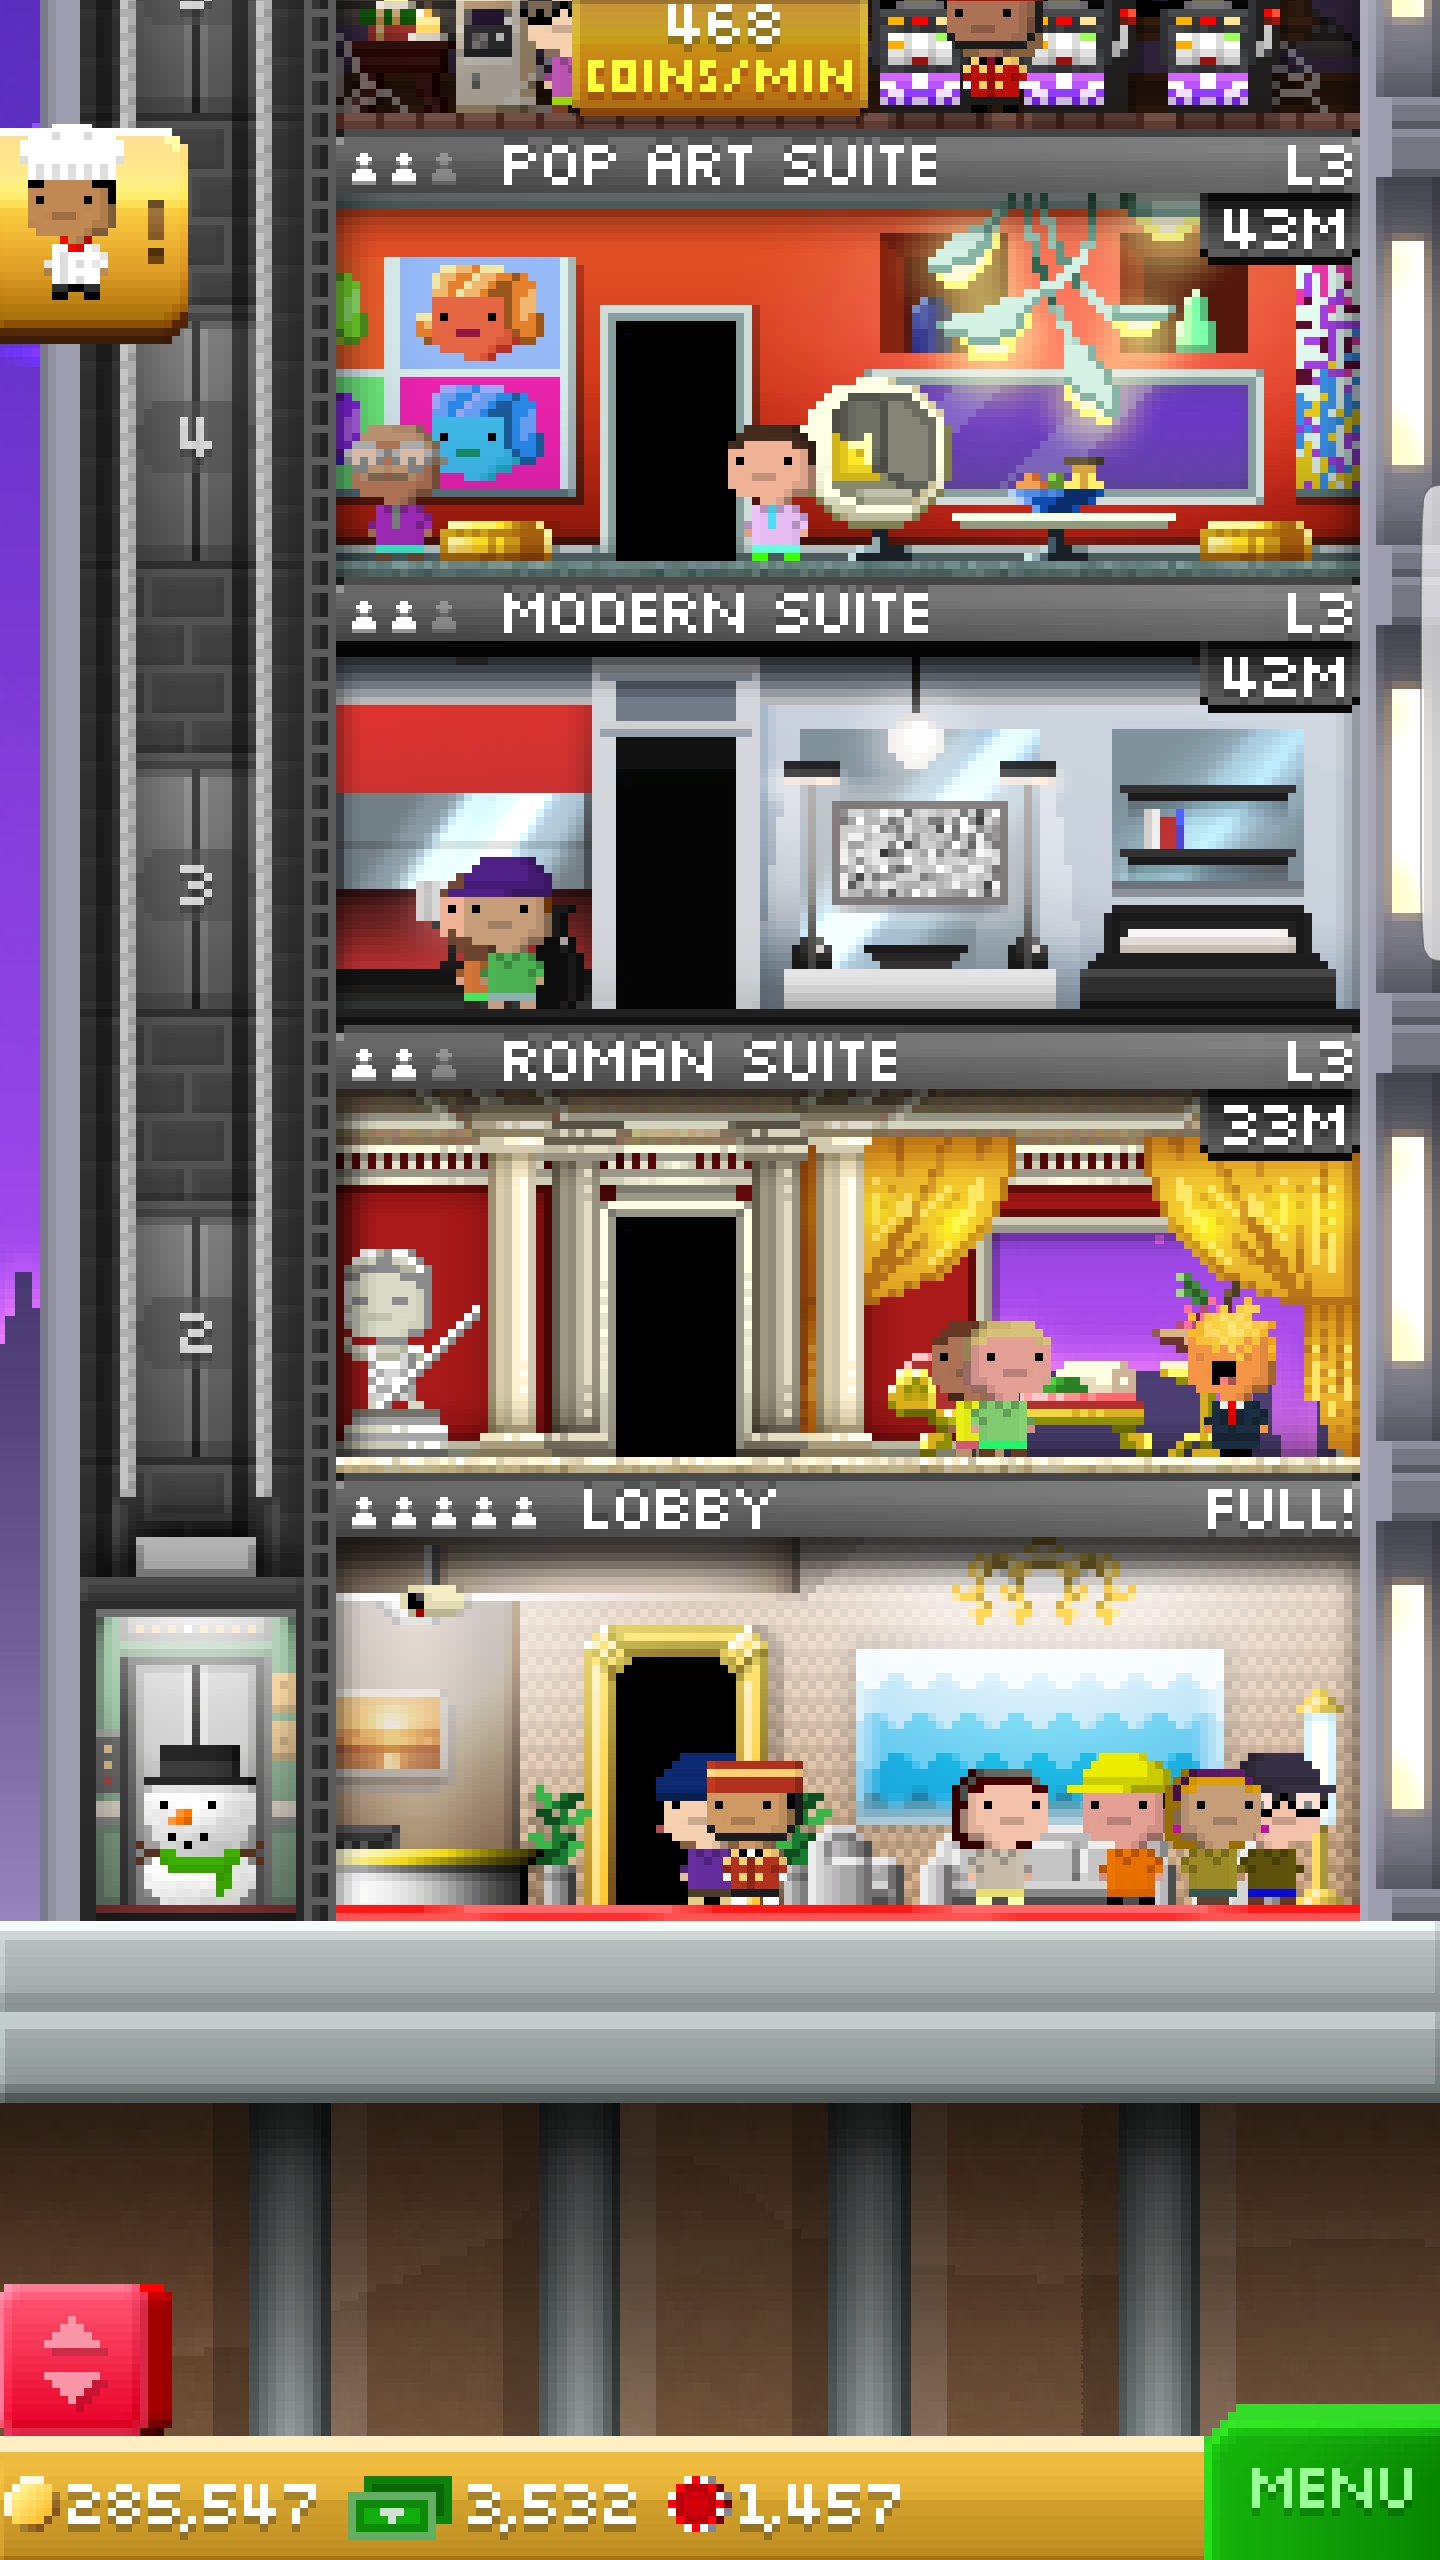 468
COINS/MIN
POP ART SUITE L3
43M
!
4
MODERN SUITE L3
42M
3
ROMAN SUITE L3
33M
2
LOBBY FULL!
MENU
285,547 3,532 1,457